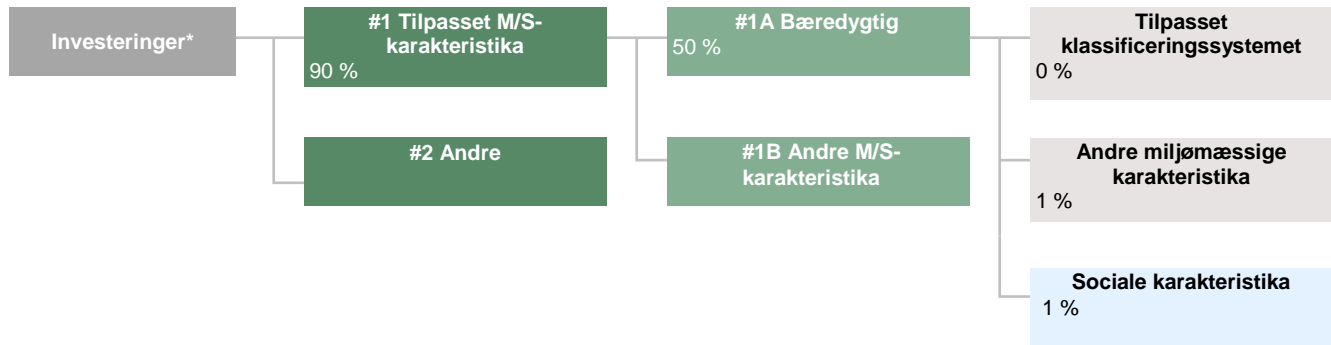 Investeringer*
#1 Tilpasset M/S-
karakteristika
90 %
#2 Andre
#1A Bæredygtig
50 %
#1B Andre M/S-
karakteristika
Tilpasset
klassificeringssystemet
0 %
Andre miljømæssige
karakteristika
1 %
Sociale karakteristika
1 %